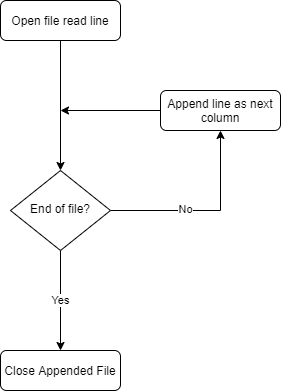 Open file read line
Append line as next
column
End of file?
No
Yes
Close Appended File